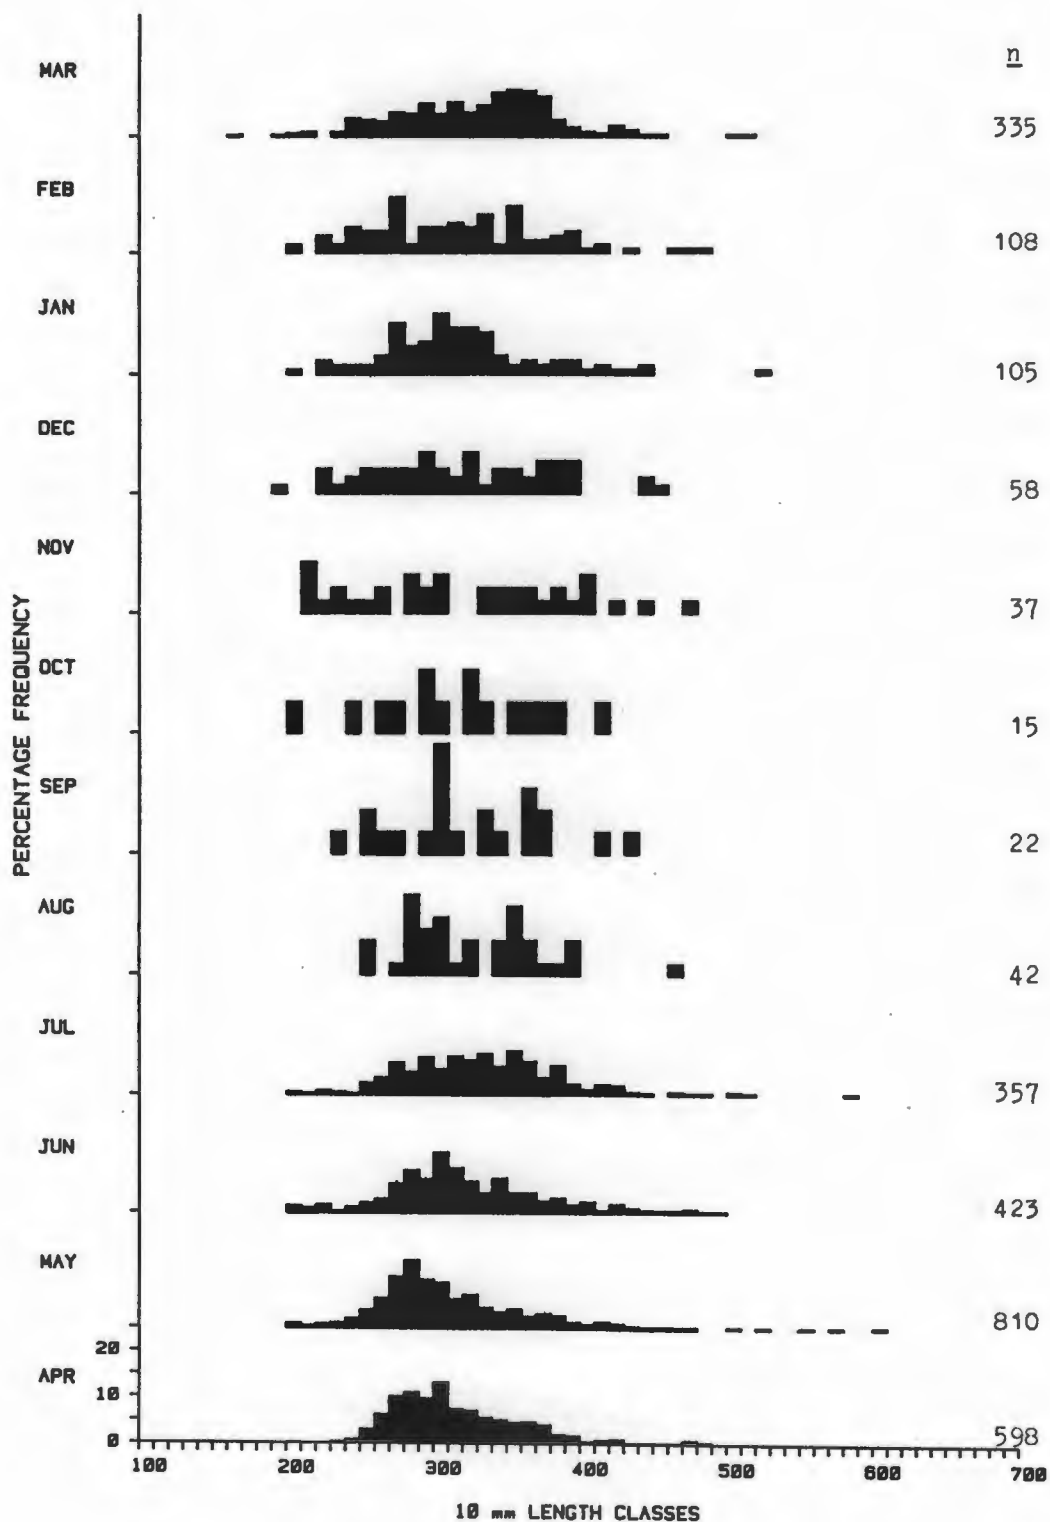 n
MAR
335
FEB
108
JAN
105
DEC
58
NOV
37
OCT
15
SEP
22
AUG
42
JUL
357
JUN
423
MAY
810
20
APR
10
0
598
100 200 300 400 500 600 700
10 mm LENGTH CLASSES
PERCENTAGE FREQUENCY